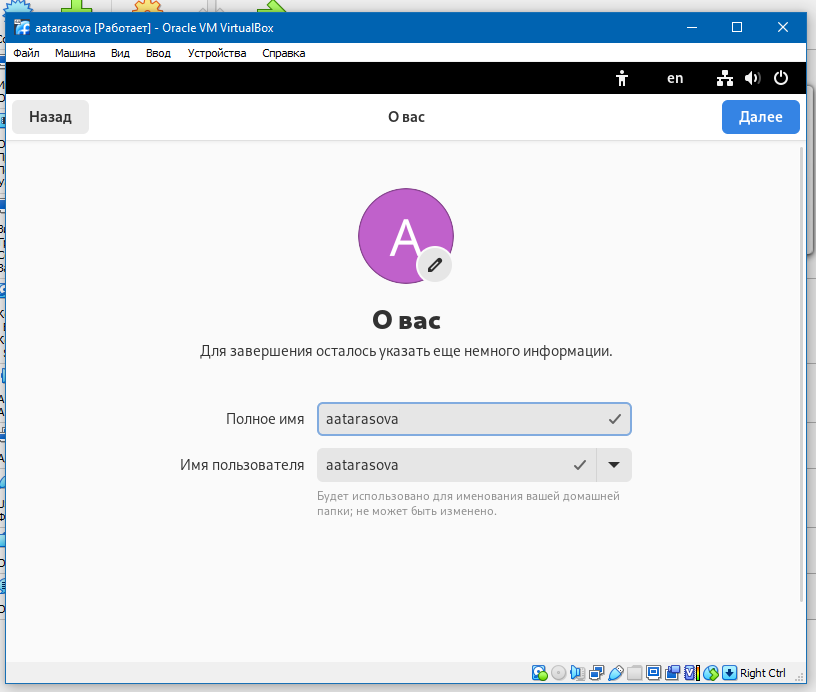 aatarasova [Работает] - Oracle VM VirtualBox
Файл Машина Вид Ввод Устройства Справка
en
Назад О вас Далее
A
О вас
Для завершения осталось указать еще немного информации.
Полное имя aatarasova
Имя пользователя aatarasova
Будет использовано для именования вашей домашней
папки; не может быть изменено.
Right Ctrl